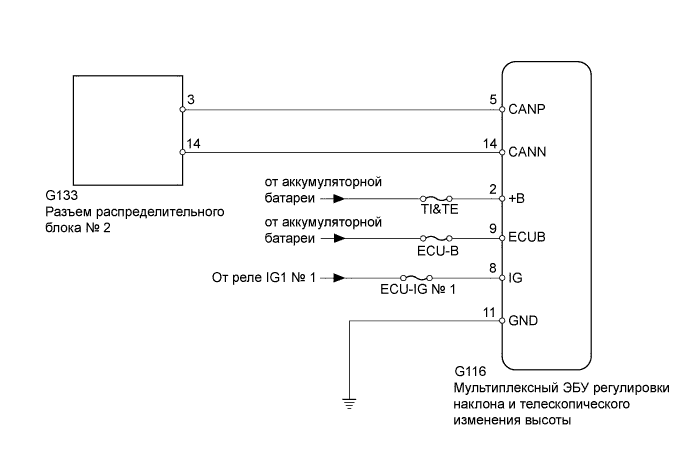 3
5
CANP
14
14
CANN
G133
Разъем распределительного
блока № 2
от аккумуляторной
батареи
TI&TE
2
+B
от аккумуляторной
батареи
ECU-B
9
ECUB
От реле IG1 № 1
ECU-IG № 1
8
IG
11
GND
G116
Мультиплексный ЭБУ регулировки
наклона и телескопического
изменения высоты